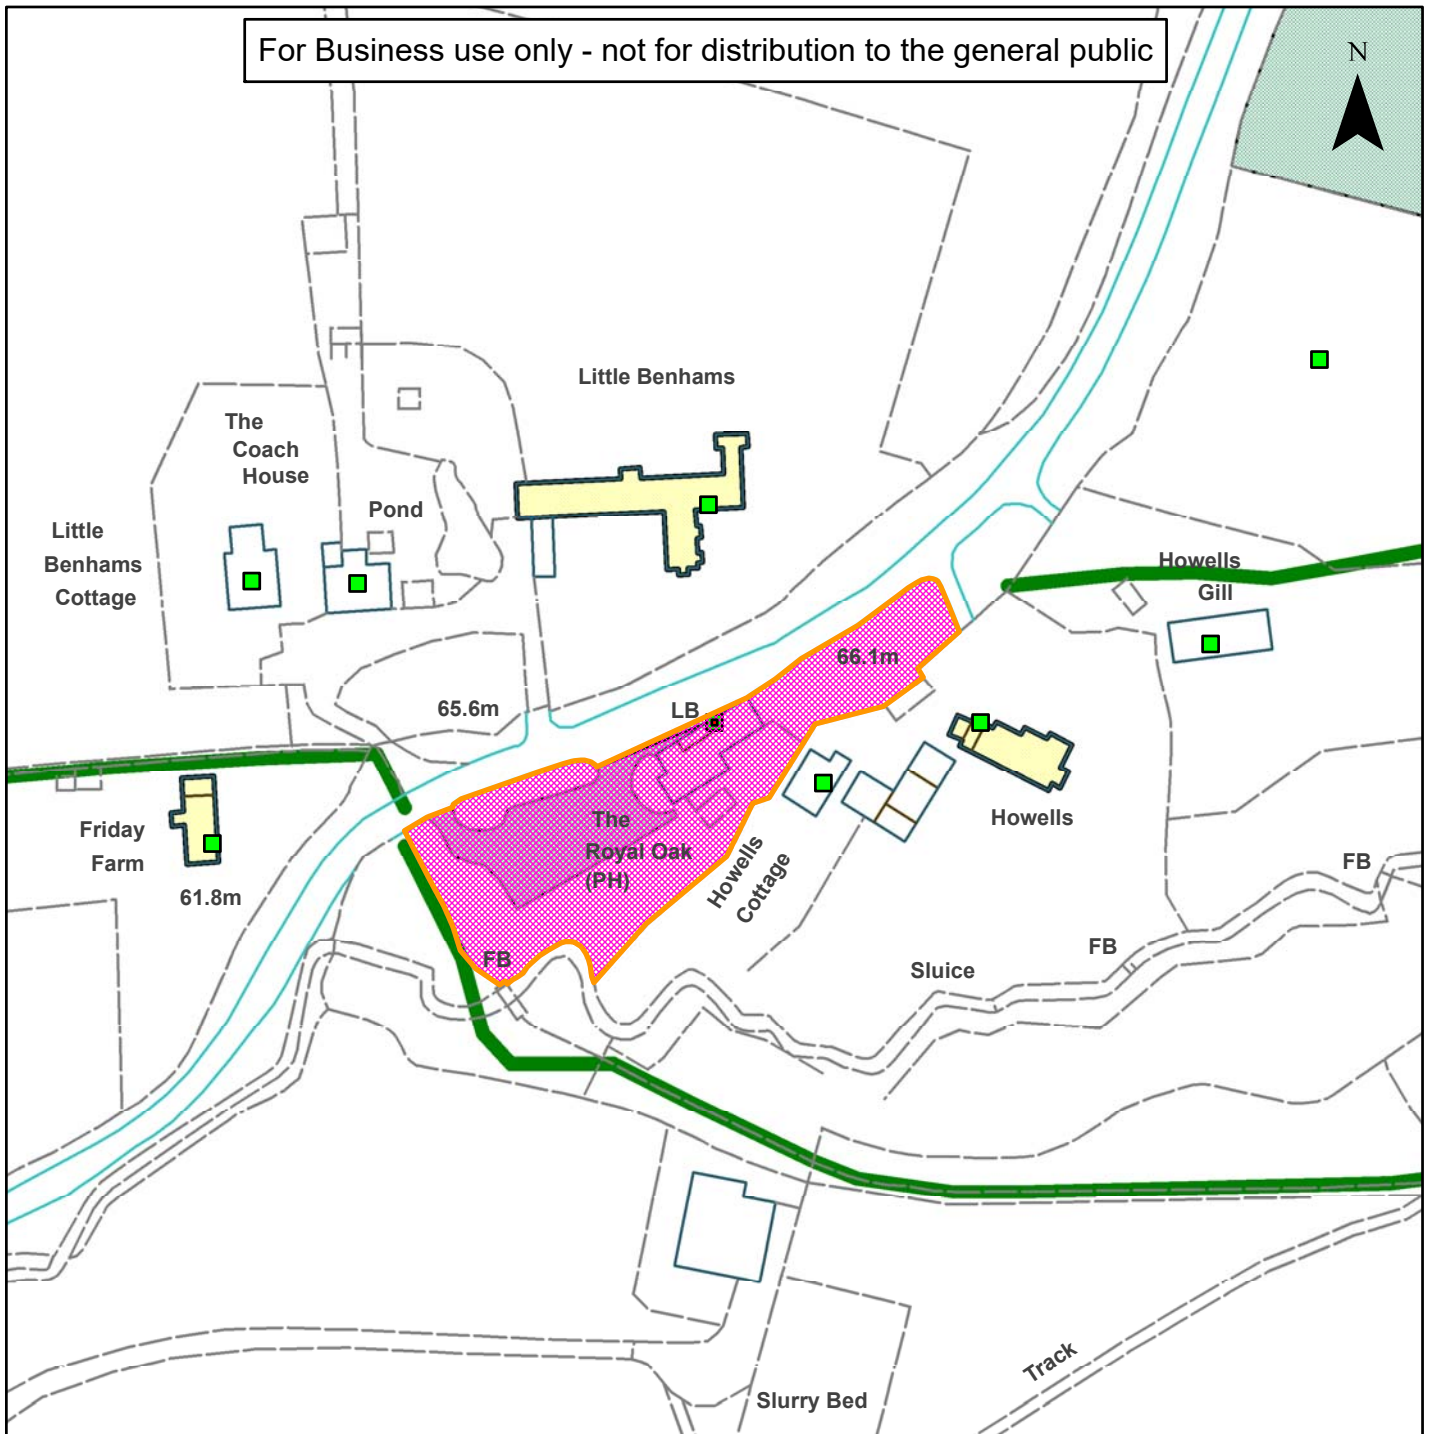 For Business use only - not for distribution to the general public
N
Little Benhams
The
Coach
House
Pond
Little
Benhams
Cottage
Howells
Gill
66.1m
65.6m
LB
Friday
Farm
61.8m
The
Royal Oak
(PH)
Howells
Cottage
Howells
FB
FB
FB
Sluice
Track
Slurry Bed